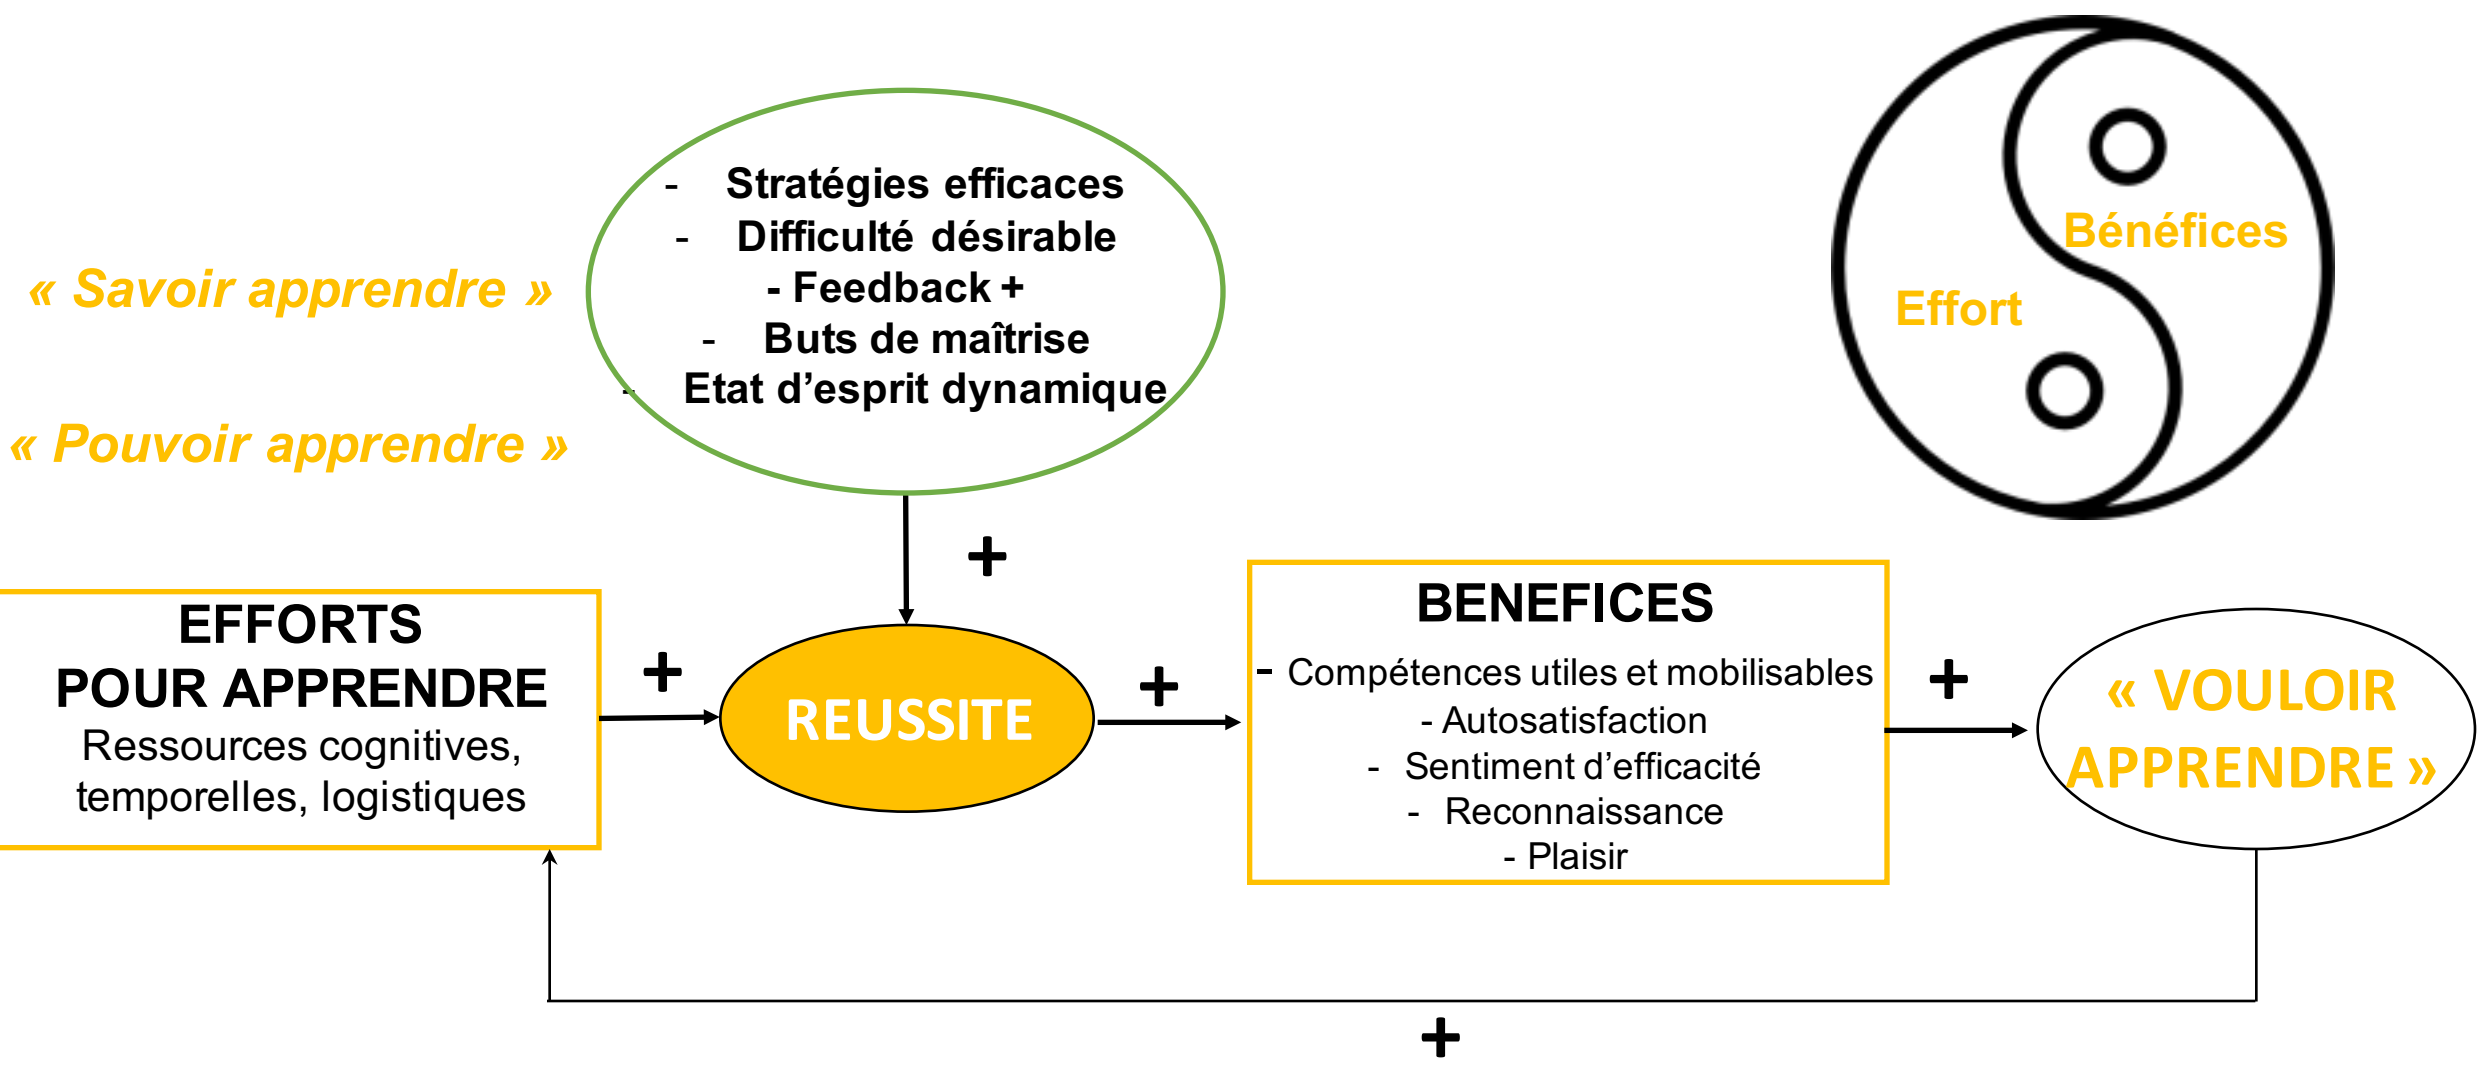 - Stratégies efficaces
- Difficulté désirable
- Feedback +
- Buts de maîtrise
- Etat d’esprit dynamique
« Savoir apprendre »
« Pouvoir apprendre »
Bénéfices
Effort
+
EFFORTS
POUR APPRENDRE
Ressources cognitives,
temporelles, logistiques
+
REUSSITE
+
BENEFICES
- Compétences utiles et mobilisables
- Autosatisfaction
- Sentiment d’efficacité
- Reconnaissance
- Plaisir
+
« VOULOIR
APPRENDRE »
+